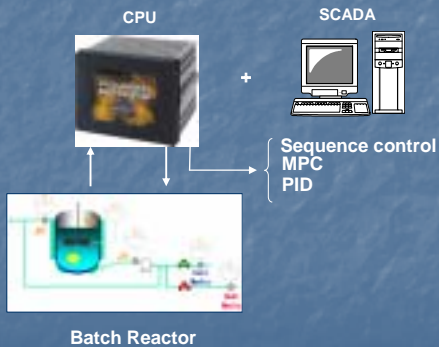 CPU
SCADA
+
Sequence control
MPC
PID
Batch Reactor